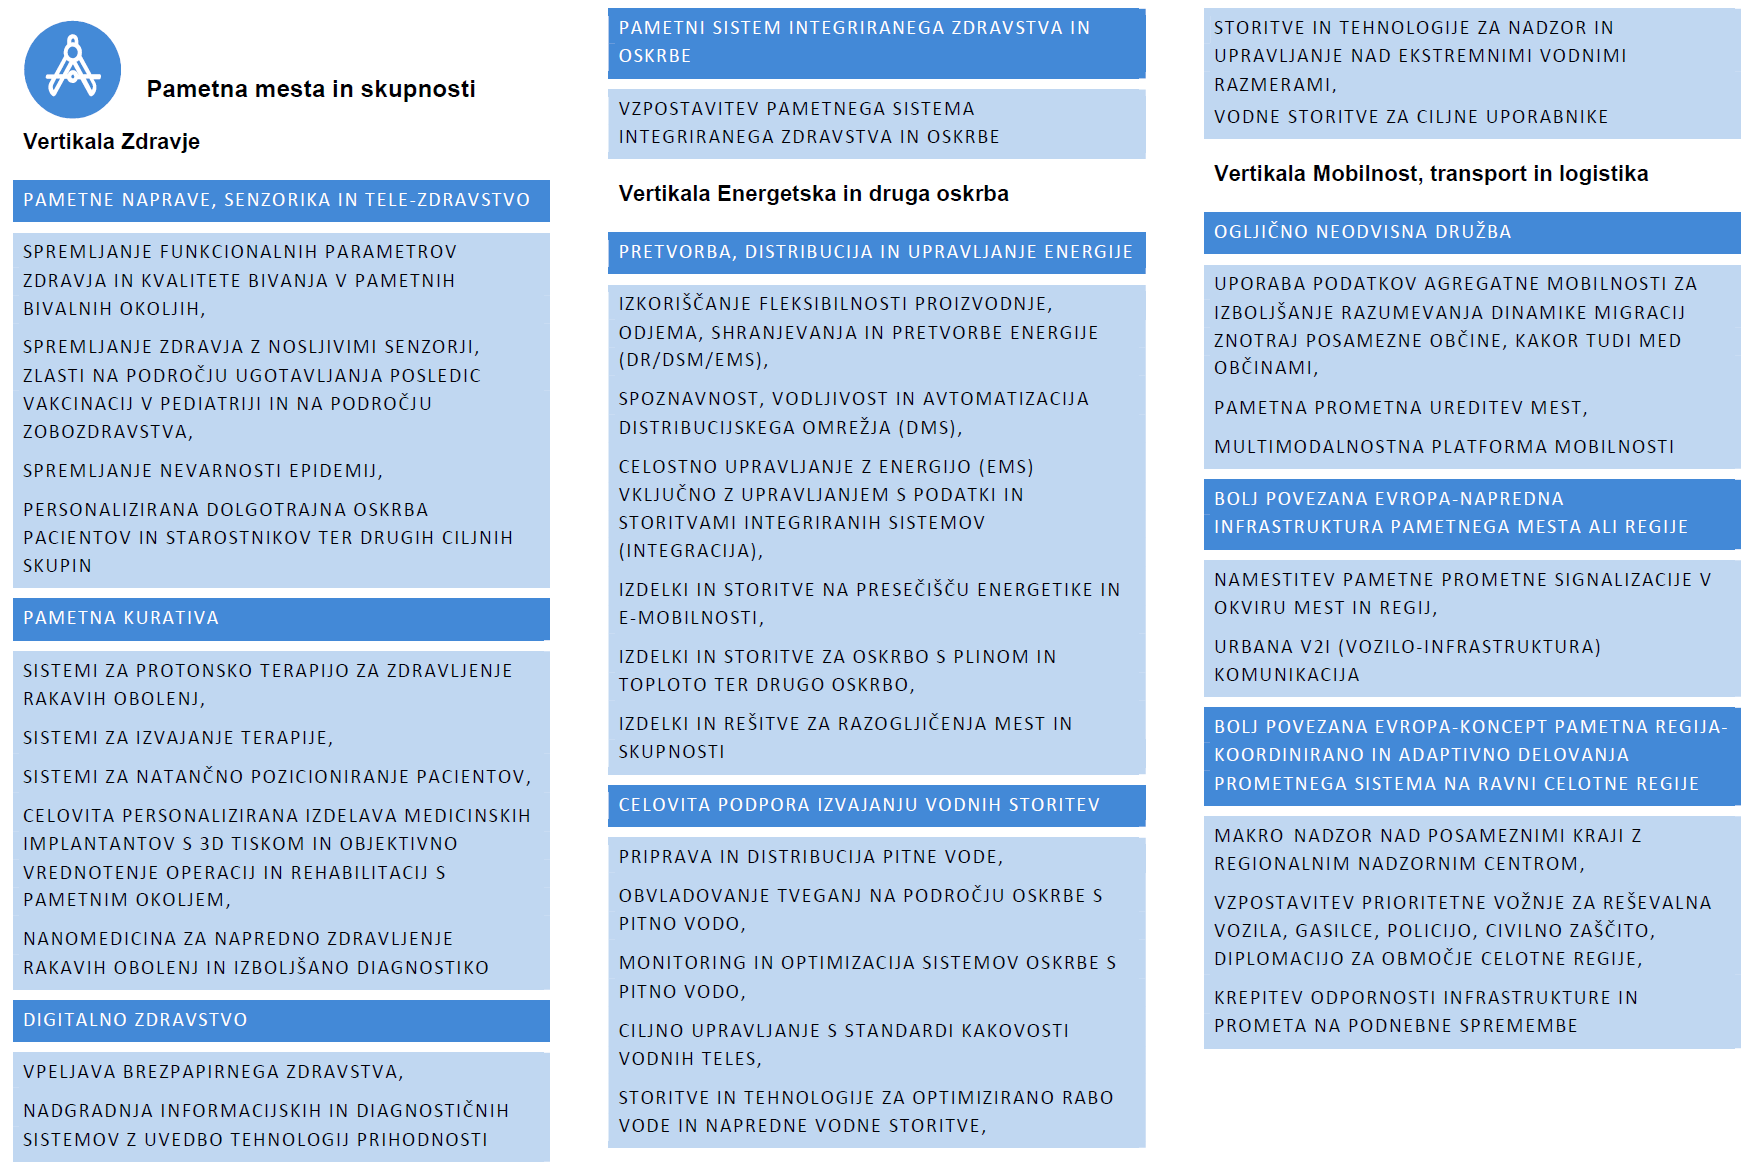 Pametna mesta in skupnosti
Vertikala Zdravje
PAMETNE NAPRAVE, SENZORIKA IN TELE-ZDRAVSTVO
SPREMLJANJE FUNKCIONALNIH PARAMETROV
ZDRAVJA IN KVALITETE BIVANJA V PAMETNIH
BIVALNIH OKOLJIH,
SPREMLJANJE ZDRAVJA Z NOSLJIVIMI SENZORJI,
ZLASTI NA PODROČJU UGOTAVLJANJA POSLEDIC
VAKCINACIJ V PEDIATRIJI IN NA PODROČJU
ZOBOZDRAVSTVA,
SPREMLJANJE NEVARNOSTI EPIDEMIJ,
PERSONALIZIRANA DOLGOTRAJNA OSKRBA
PACIENTOV IN STAROSTNIKOV TER DRUGIH CILJNIH
SKUPIN
PAMETNA KURATIVA
SISTEMI ZA PROTONSKO TERAPIJO ZA ZDRAVLJENJE
RAKAVIH OBOLENJ,
SISTEMI ZA IZVAJANJE TERAPIJE,
SISTEMI ZA NATANČNO POZICIONIRANJE PACIENTOV,
CELOVITA PERSONALIZIRANA IZDELAVA MEDICINSKIH
IMPLANTANTOV S 3D TISKOM IN OBJEKTIVNO
VREDNOTENJE OPERACIJ IN REHABILITACIJ S
PAMETNIM OKOLJEM,
NANOMEDICINA ZA NAPREDNO ZDRAVLJENJE
RAKAVIH OBOLENJ IN IZBOLJŠANO DIAGNOSTIKO
DIGITALNO ZDRAVSTVO
VPELJAVA BREZPAPIRNEGA ZDRAVSTVA,
NADGRADNJA INFORMACIJSKIH IN DIAGNOSTIČNIH
SISTEMOV Z UVEDBO TEHNOLOGIJ PRIHODNOSTI
PAMETNI SISTEM INTEGRIRANEGA ZDRAVSTVA IN
OSKRBE
VZPOSTAVITEV PAMETNEGA SISTEMA
INTEGRIRANEGA ZDRAVSTVA IN OSKRBE
Vertikala Energetska in druga oskrba
PRETVORBA, DISTRIBUCIJA IN UPRAVLJANJE ENERGIJE
IZKORIŠČANJE FLEKSIBILNOSTI PROIZVODNJE,
ODJEMA, SHRANJEVANJA IN PRETVORBE ENERGIJE
(DR/DSM/EMS),
SPOZNAVNOST, VODLJIVOST IN AVTOMATIZACIJA
DISTRIBUCIJSKEGA OMREŽJA (DMS),
CELOSTNO UPRAVLJANJE Z ENERGIJO (EMS)
VKLJUČNO Z UPRAVLJANJEM S PODATKI IN
STORITVAMI INTEGRIRANIH SISTEMOV
(INTEGRACIJA),
IZDELKI IN STORITVE NA PRESEČIŠČU ENERGETIKE IN
E-MOBILNOSTI,
IZDELKI IN STORITVE ZA OSKRBO S PLINOM IN
TOPLOTO TER DRUGO OSKRBO,
IZDELKI IN REŠITVE ZA RAZOGLJIČENJA MEST IN
SKUPNOSTI
CELOVITA PODPORA IZVAJANJU VODNIH STORITEV
PRIPRAVA IN DISTRIBUCIJA PITNE VODE,
OBVLADOVANJE TVEGANJ NA PODROČJU OSKRBE S
PITNO VODO,
MONITORING IN OPTIMIZACIJA SISTEMOV OSKRBE S
PITNO VODO,
CILJNO UPRAVLJANJE S STANDARDI KAKOVOSTI
VODNIH TELES,
STORITVE IN TEHNOLOGIJE ZA OPTIMIZIRANO RABO
VODE IN NAPREDNE VODNE STORITVE,
STORITVE IN TEHNOLOGIJE ZA NADZOR IN
UPRAVLJANJE NAD EKSTREMNIMI VODNIMI
RAZMERAMI,
VODNE STORITVE ZA CILJNE UPORABNIKE
Vertikala Mobilnost, transport in logistika
OGLJIČNO NEODVISNA DRUŽBA
UPORABA PODATKOV AGREGATNE MOBILNOSTI ZA
IZBOLJŠANJE RAZUMEVANJA DINAMIKE MIGRACIJ
ZNOTRAJ POSAMEZNE OBČINE, KAKOR TUDI MED
OBČINAMI,
PAMETNA PROMETNA UREDITEV MEST,
MULTIMODALNOSTNA PLATFORMA MOBILNOSTI
BOLJ POVEZANA EVROPA-NAPREDNA
INFRASTRUKTURA PAMETNEGA MESTA ALI REGIJE
NAMESTITEV PAMETNE PROMETNE SIGNALIZACIJE V
OKVIRU MEST IN REGIJ,
URBANA V2I (VOZILO-INFRASTRUKTURA)
KOMUNIKACIJA
BOLJ POVEZANA EVROPA-KONCEPT PAMETNA REGIJA-
KOORDINIRANO IN ADAPTIVNO DELOVANJA
PROMETNEGA SISTEMA NA RAVNI CELOTNE REGIJE
MAKRO NADZOR NAD POSAMEZNIMI KRAJI Z
REGIONALNIM NADZORNIM CENTROM,
VZPOSTAVITEV PRIORITETNE VOŽNJE ZA REŠEVALNA
VOZILA, GASILCE, POLICIJO, CIVILNO ZAŠČITO,
DIPLOMACIJO ZA OBMOČJE CELOTNE REGIJE,
KREPITEV ODPORNOSTI INFRASTRUKTURE IN
PROMETA NA PODNEBNE SPREMEMBE